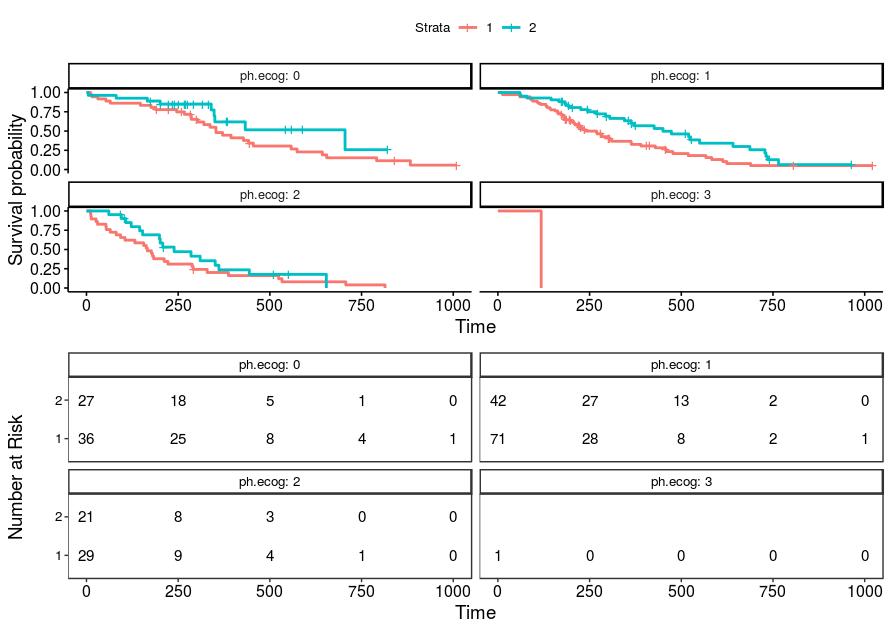 Strata 1 2
ph.ecog: 0 ph.ecog: 1
1.00
0.75
0.50
0.25
0.00
ph.ecog: 2 ph.ecog: 3
1.00
0.75
0.50
0.25
0.00
Survival probability
0 250 500 750 1000 0 250 500 750 1000
Time
ph.ecog: 0 ph.ecog: 1
2 27 18 5 1 0 42 27 13 2 0
1 36 25 8 4 1 71 28 8 2 1
ph.ecog: 2 ph.ecog: 3
2 21 8 3 0 0
1 29 9 4 1 0 1 0 0 0 0
Number at Risk
0 250 500 750 1000 0 250 500 750 1000
Time